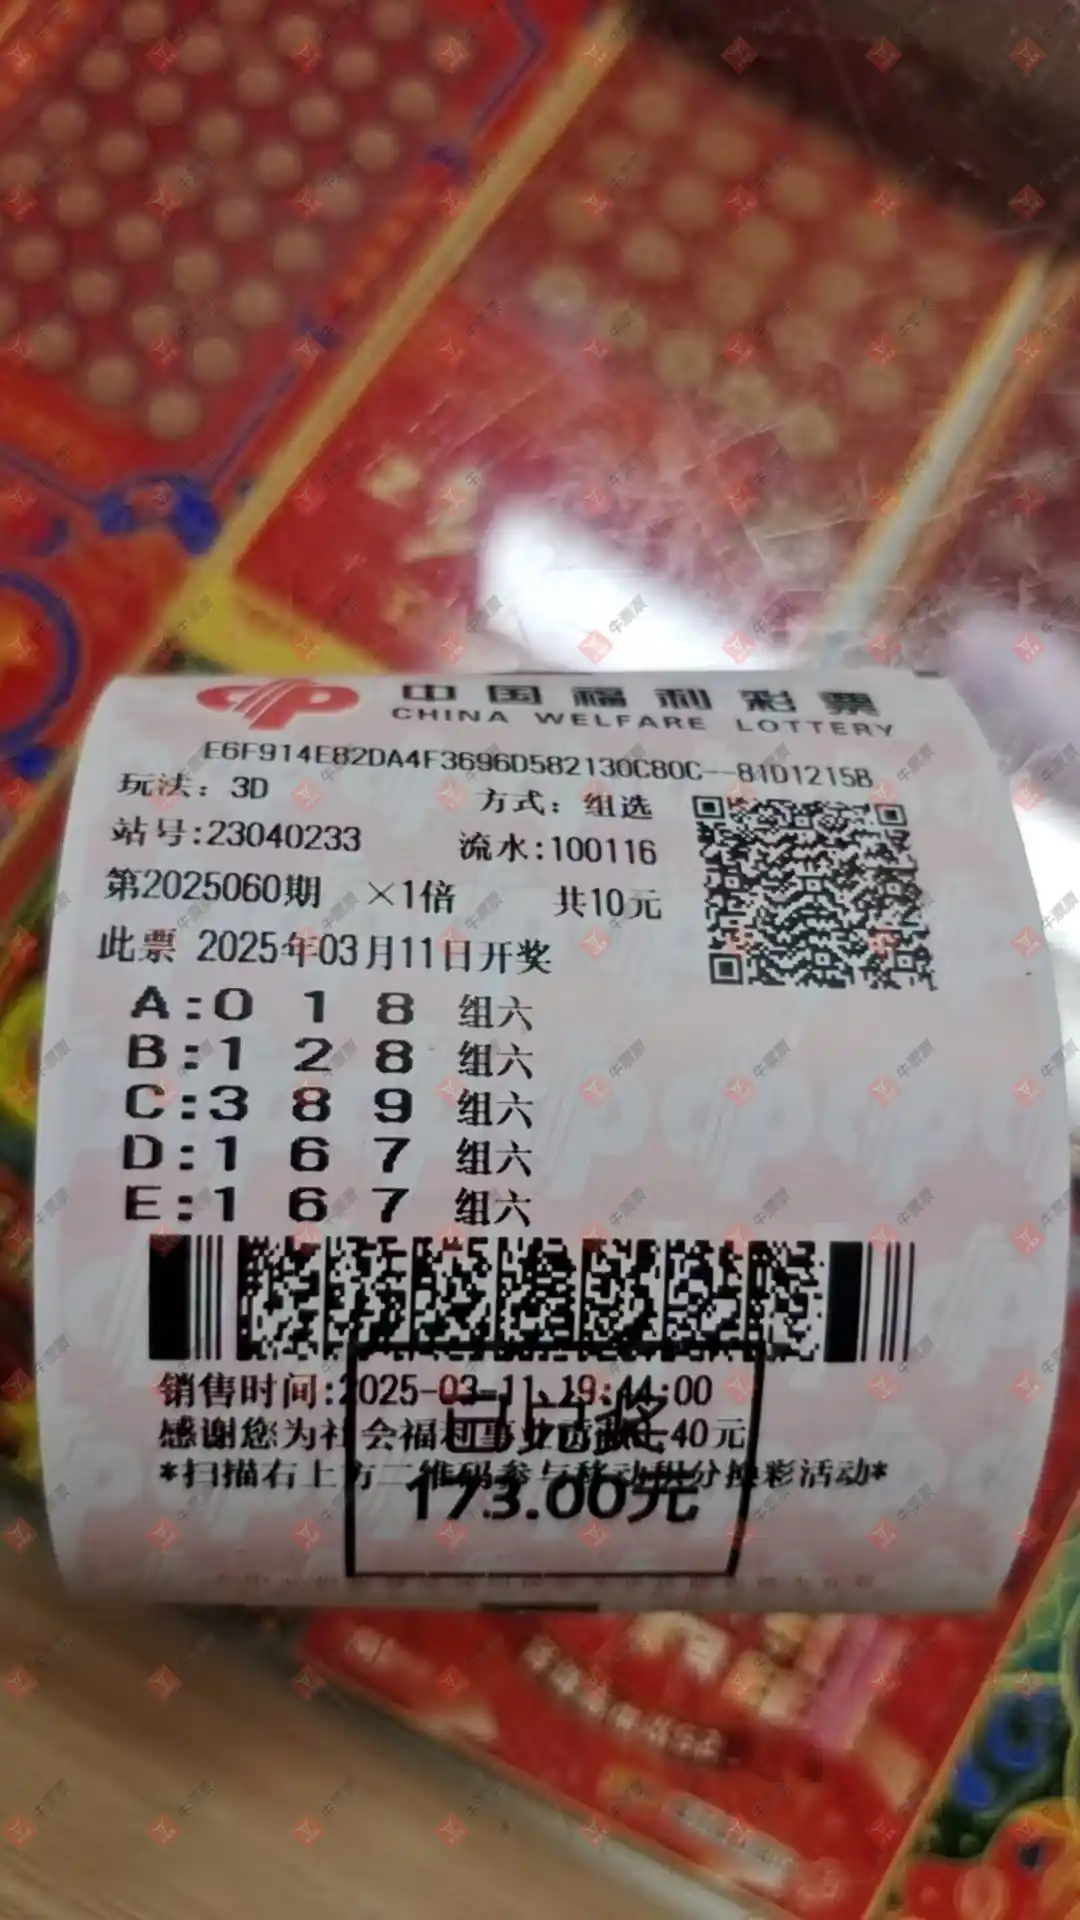 中国福利彩票
CHINA WELFARE LOTTERY
E6F914E82DA4F3696D582130C80C--81D1215B
玩法：3D 方式：组选
站号:23040233 流水:100116
第2025060期 ×1倍 共10元
此票 2025年03月11日开奖
A:0 1 8 组六
B:1 2 8 组六
C:3 8 9 组六
D:1 6 7 组六
E:1 6 7 组六
销售时间:2025-03-11 19:44:00
感谢您为社会福利事业贡献3.40元
*扫描右上方二维码参与移动积分换彩活动*
已兑奖
173.00元
牛票票